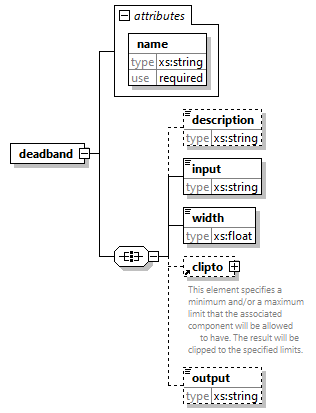 attributes
name
type xs:string
use required
deadband
description
type xs:string
input
type xs:string
width
type xs:float
clipto
This element specifies a
minimum and/or a maximum
limit that the associated
component will be allowed
to have. The result will be
clipped to the specified limits.
output
type xs:string